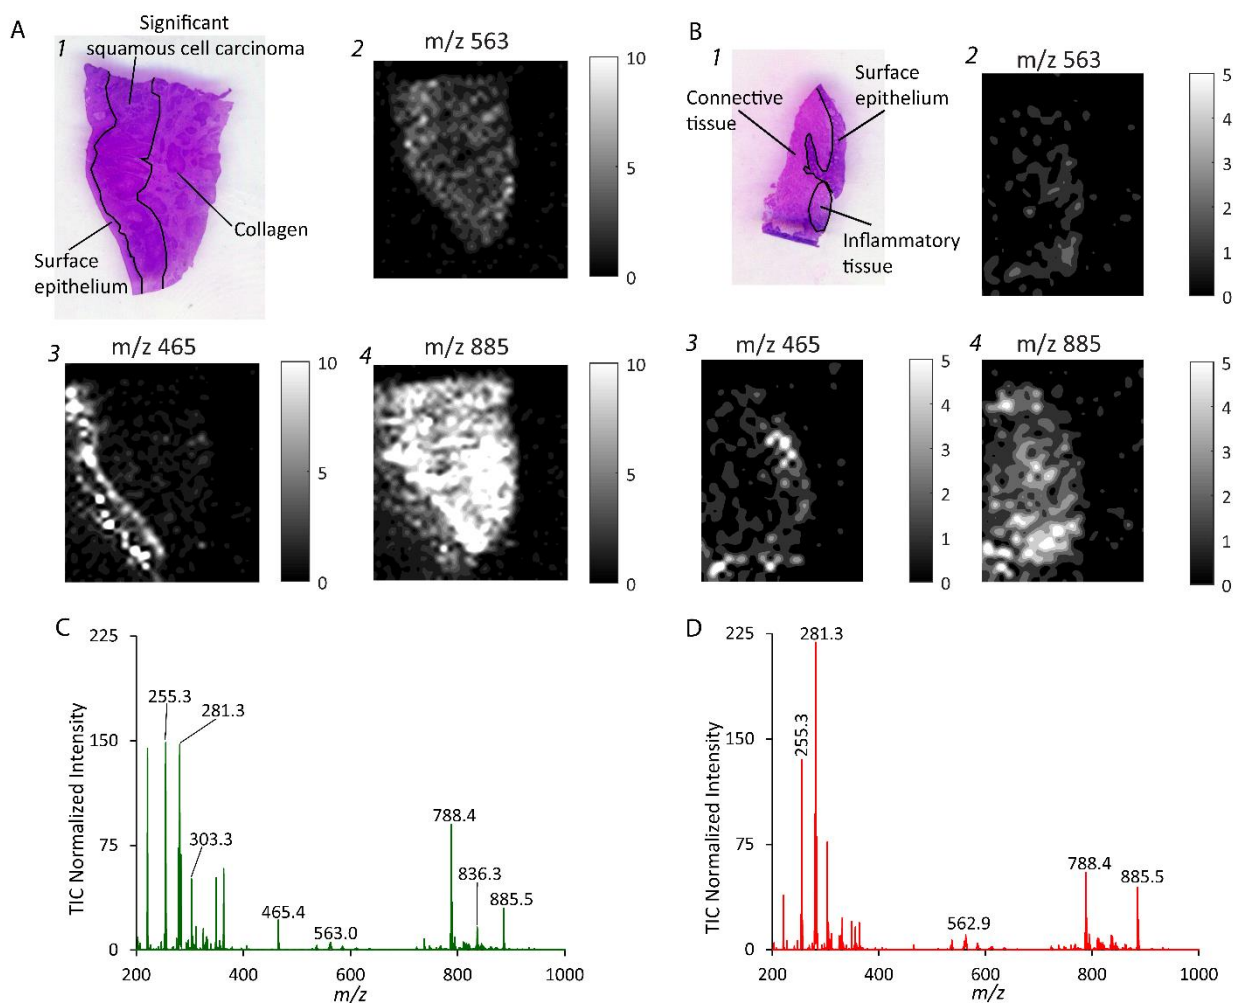 A
1
Significant
squamous cell carcinoma
Collagen
Surface
epithelium
2
m/z 563
10
5
0
3
m/z 465
10
5
0
4
m/z 885
10
5
0
B
1
Connective
tissue
Surface
epithelium
Inflammatory
tissue
2
m/z 563
5
4
3
2
1
0
3
m/z 465
5
4
3
2
1
0
4
m/z 885
5
4
3
2
1
0
C
TIC Normalized Intensity
225
150
75
0
255.3
281.3
303.3
465.4
563.0
788.4
836.3
885.5
200
400
600
800
1000
m/z
D
TIC Normalized Intensity
225
150
75
0
281.3
255.3
562.9
788.4
885.5
200
400
600
800
1000
m/z